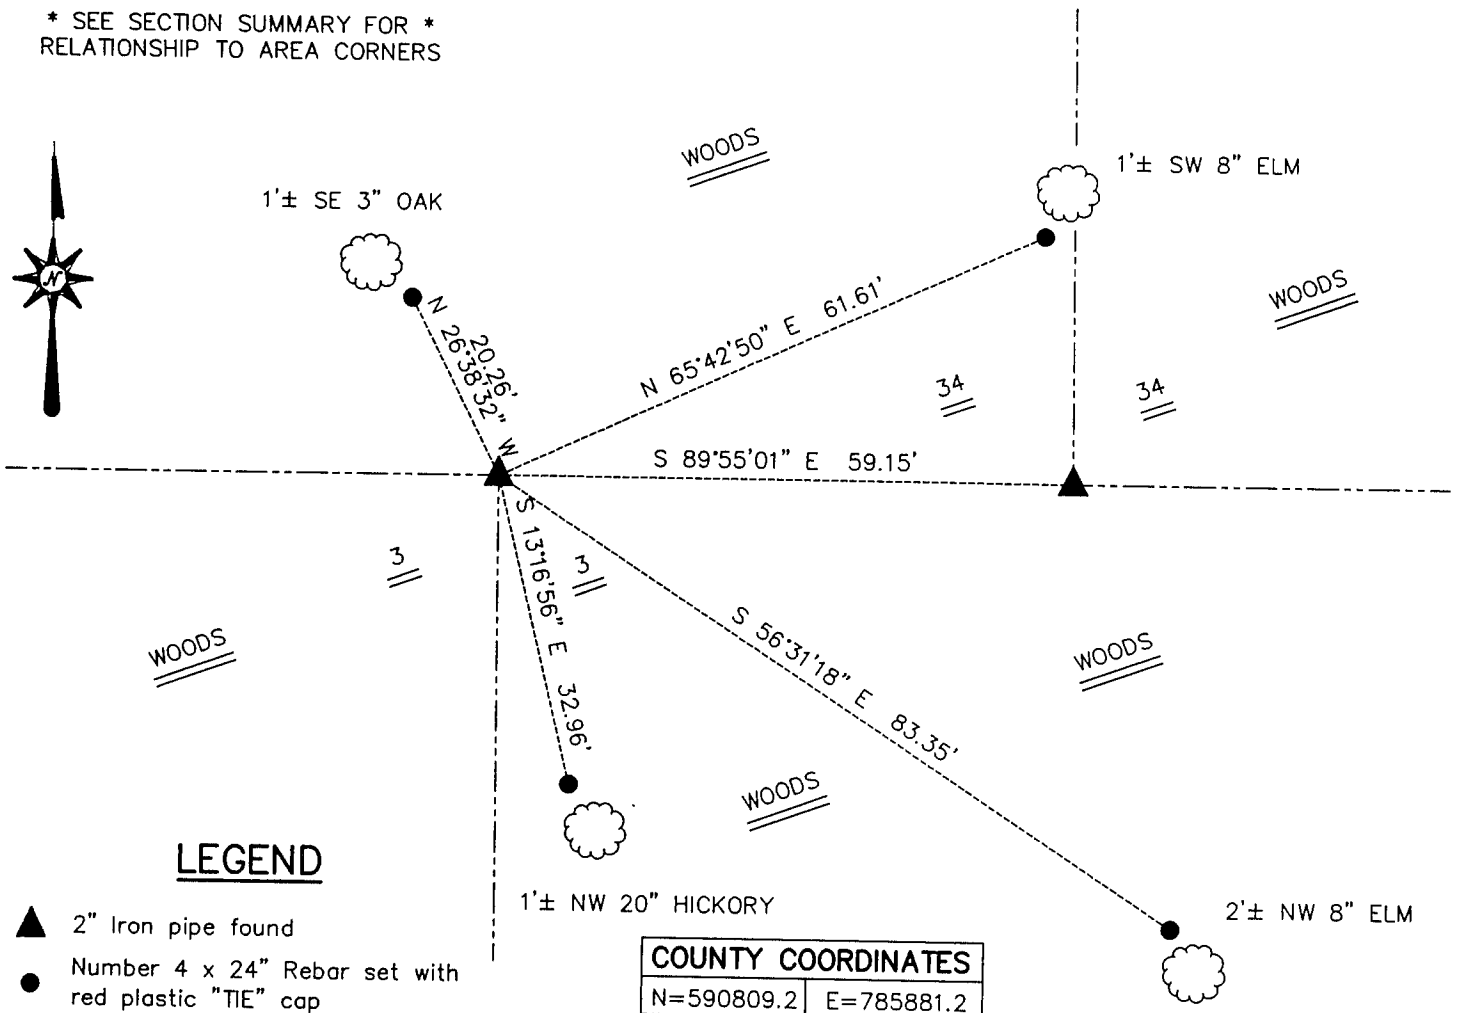 * SEE SECTION SUMMARY FOR *
RELATIONSHIP TO AREA CORNERS
WOODS
1'± SW 8" ELM
1'± SE 3" OAK
N
WOODS
N 26°38'32" W
20.26'
N 65°42'50" E 61.61'
34
34
S 89°55'01" E 59.15'
3
3
S 13°16'56" E 32.96'
S 56°31'18" E 83.35'
WOODS
WOODS
WOODS
LEGEND
1'± NW 20" HICKORY
2'± NW 8" ELM
2" Iron pipe found
Number 4 x 24" Rebar set with
red plastic "TIE" cap
COUNTY COORDINATES
N=590809.2 E=785881.2